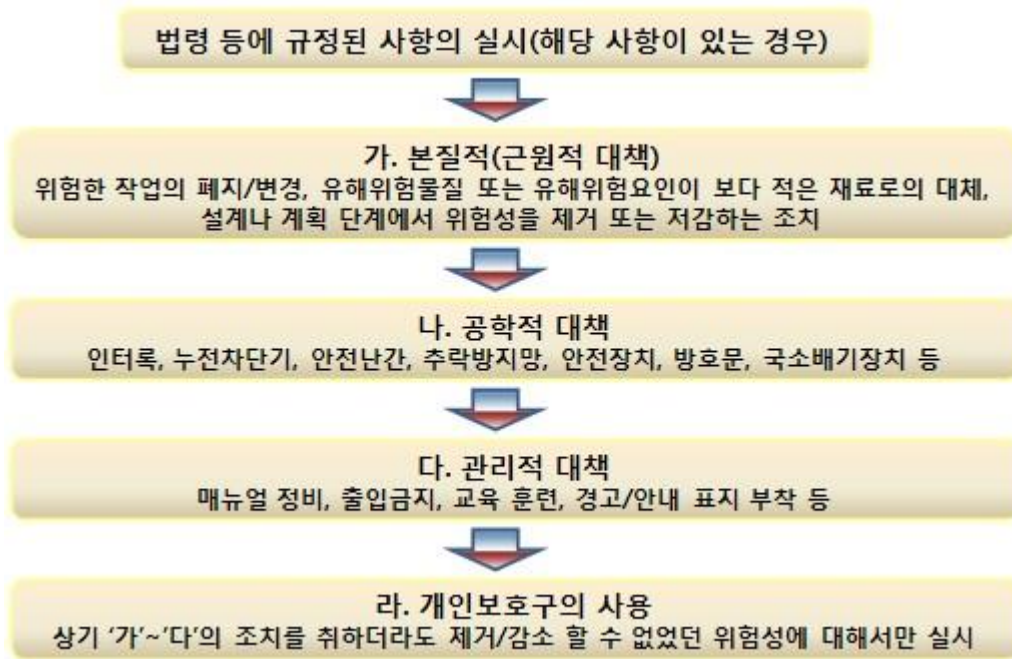 법령 등에 규정된 사항의 실시(해당 사항이 있는 경우)
가. 본질적(근원적 대책)
위험한 작업의 폐지/변경, 유해위험물질 또는 유해위험요인이 보다 적은 재료로의 대체,
설계나 계획 단계에서 위험성을 제거 또는 저감하는 조치
나. 공학적 대책
인터록, 누전차단기, 안전난간, 추락방지망, 안전장치, 방호문, 국소배기장치 등
다. 관리적 대책
매뉴얼 정비, 출입금지, 교육 훈련, 경고/안내 표지 부착 등
라. 개인보호구의 사용
상기 ‘가’~’다’의 조치를 취하더라도 제거/감소 할 수 없었던 위험성에 대해서만 실시